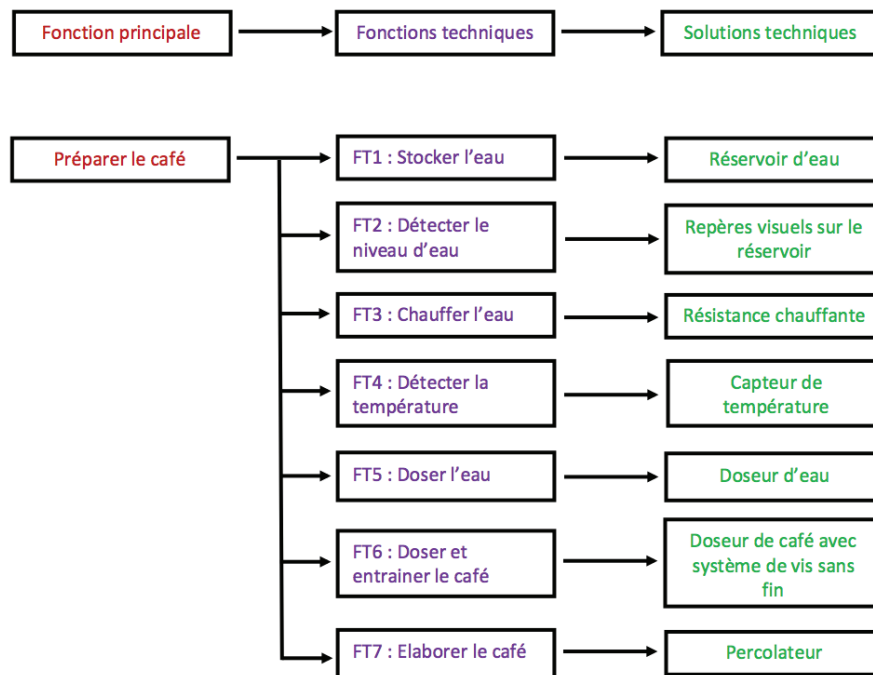 Fonction principale
Fonctions techniques
Solutions techniques
Préparer le café
FT1 : Stocker l'eau
Réservoir d'eau
FT2 : Détecter le
niveau d'eau
Repères visuels sur le
réservoir
FT3 : Chauffer l'eau
Résistance chauffante
FT4 : Détecter la
température
Capteur de
température
FT5 : Doser l'eau
Doseur d'eau
FT6 : Doser et
entrainer le café
Doseur de café avec
système de vis sans
fin
FT7 : Elaborer le café
Percolateur